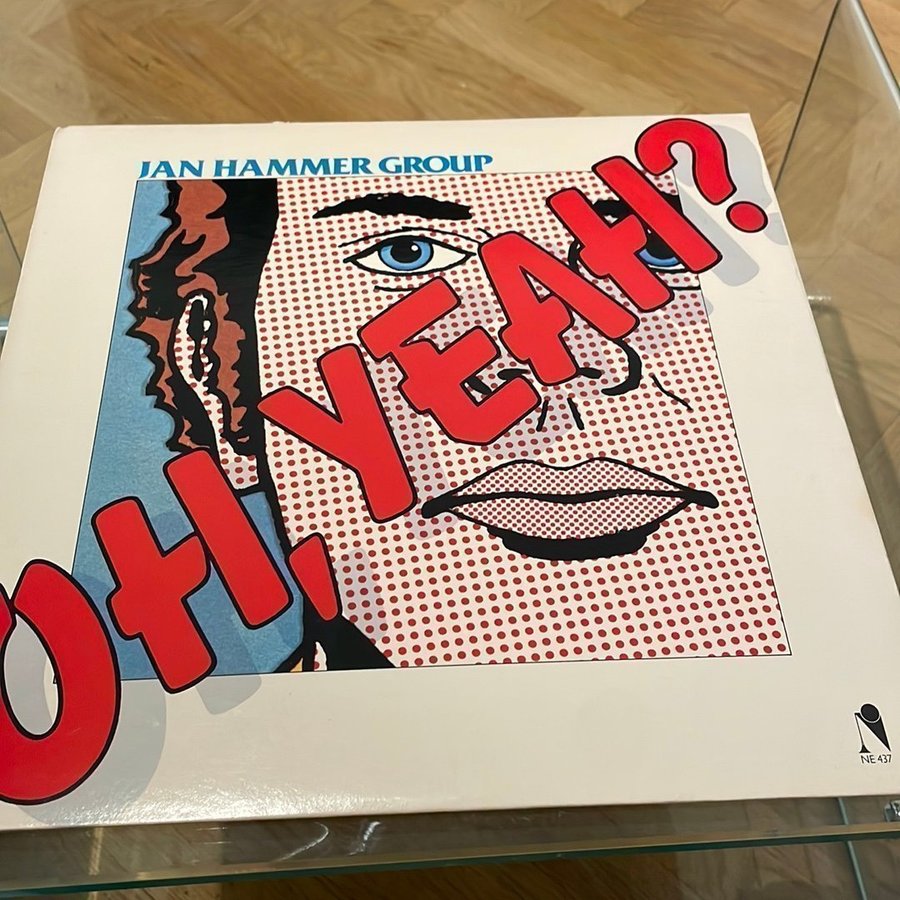 JAN HAMMER GROUP
OH, YEAH?
NE 437